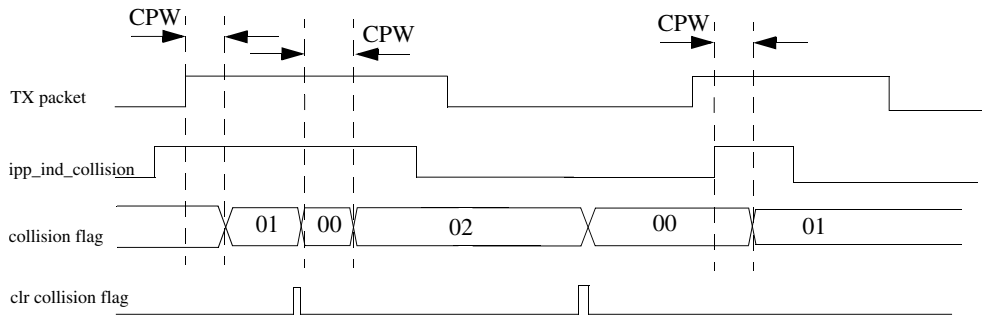 CPW
CPW
CPW
TX packet
ipp_ind_collision
collision flag
01
00
02
00
01
clr collision flag